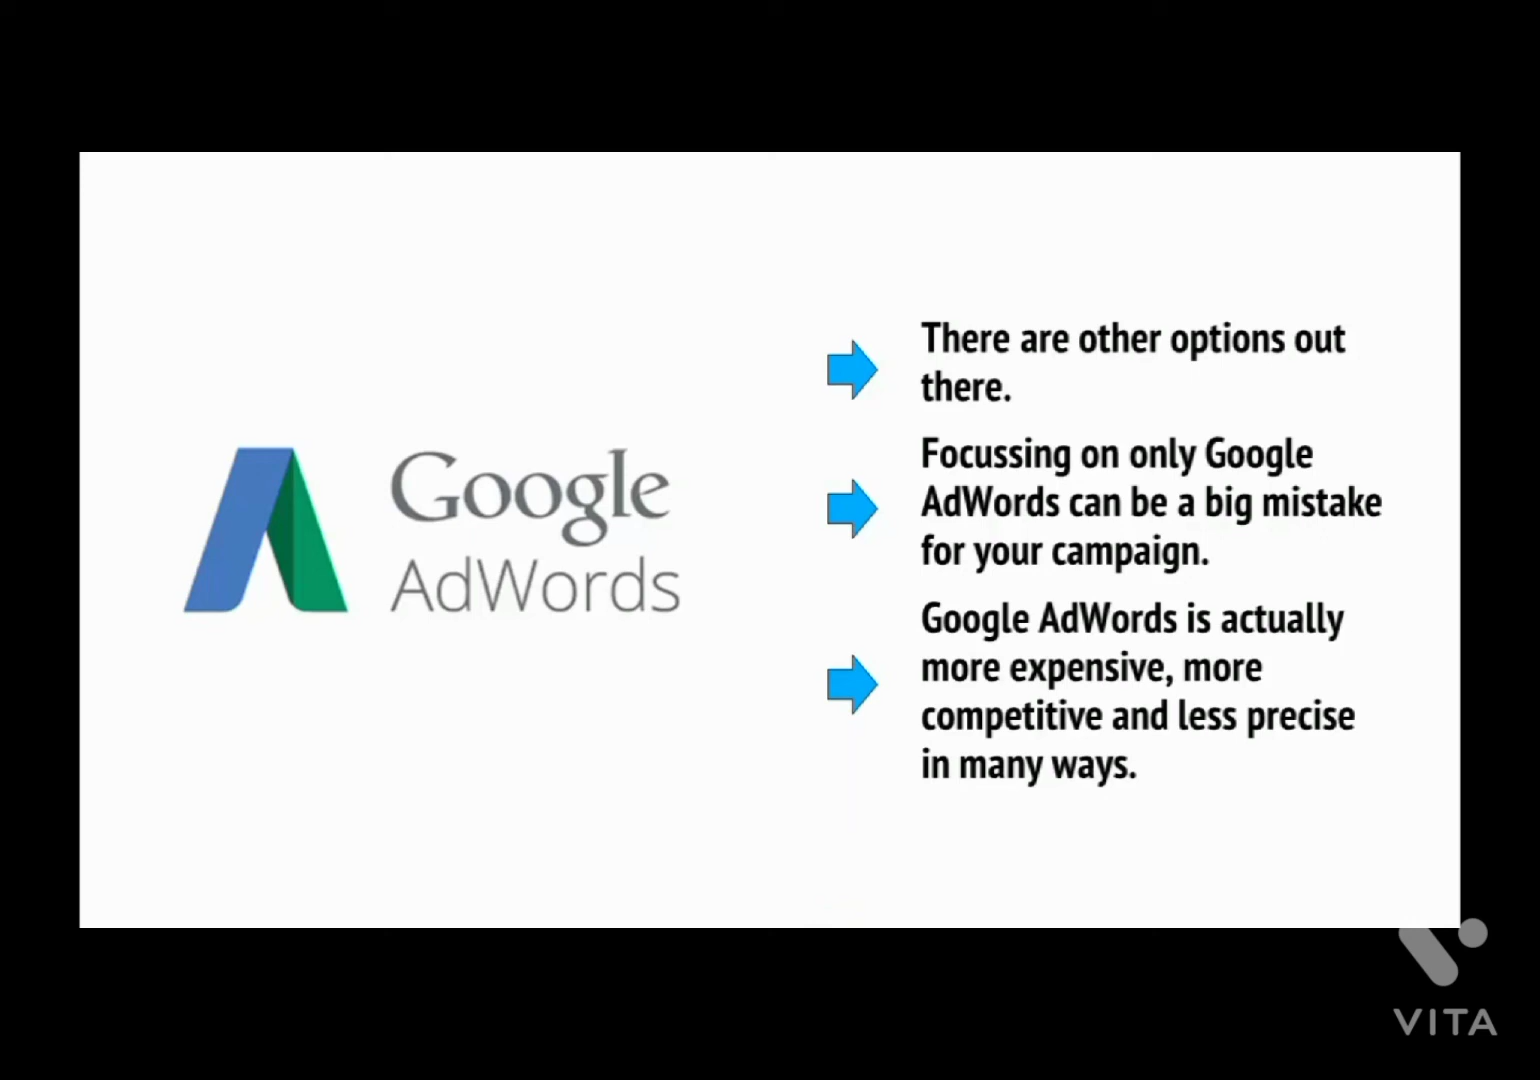 Google
AdWords
There are other options out
there.
Focussing on only Google
AdWords can be a big mistake
for your campaign.
Google AdWords is actually
more expensive, more
competitive and less precise
in many ways.
VITA